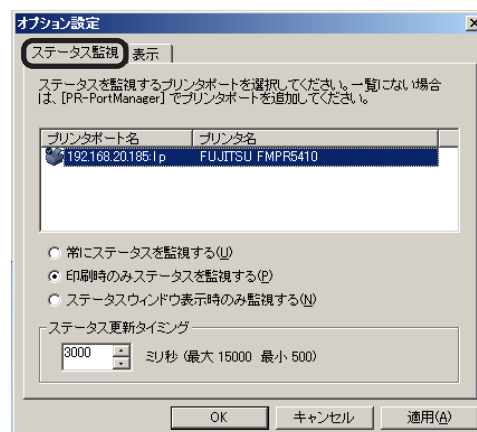 オプション設定
ステータス監視 表示
ステータスを監視するプリンタポートを選択してください。一覧にない場合
は、[PR-PortManager] でプリンタポートを追加してください。
プリンタポート名 プリンタ名
192.168.20.185:lp FUJITSU FMPR5410
常にステータスを監視する(U)
印刷時のみステータスを監視する(P)
ステータスウィンドウ表示時のみ監視する(N)
ステータス更新タイミング
3000 ミリ秒 (最大 15000 最小 500)
OK キャンセル 適用(A)